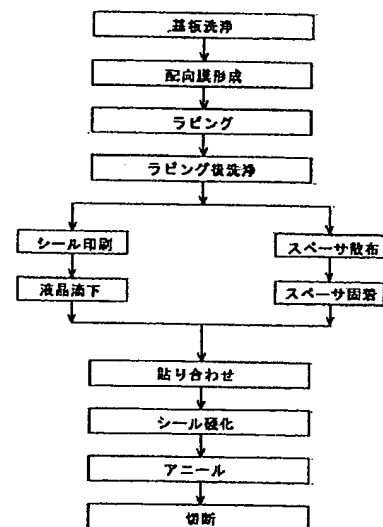 基板洗浄
配向膜形成
ラビング
ラビング後洗浄
シール印刷
スペーサ散布
液晶滴下
スペーサ固着
貼り合わせ
シール硬化
アニール
切断